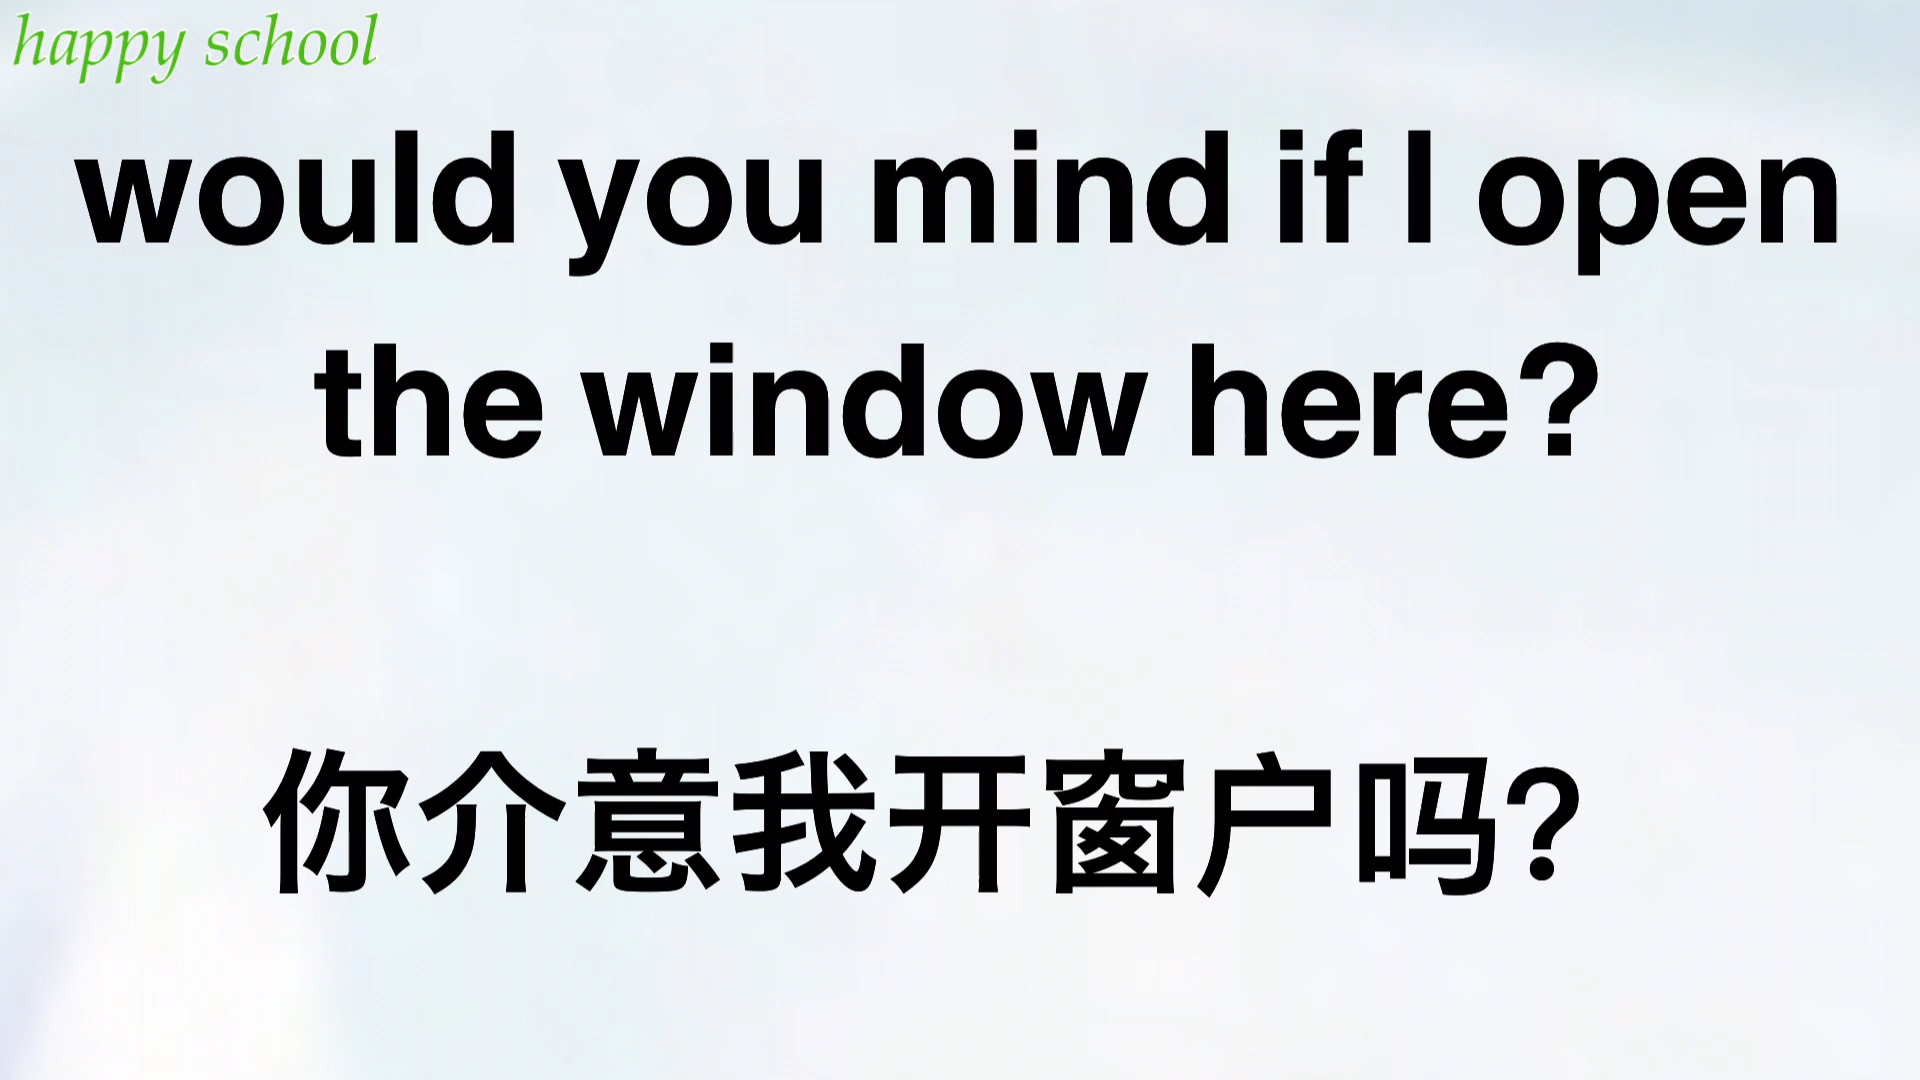 happy school
would you mind if I open
the window here?
你介意我开窗户吗?